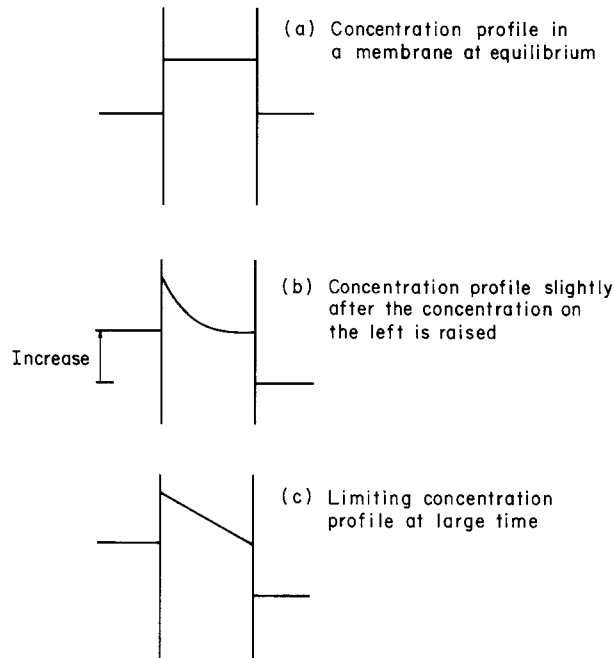 (a) Concentration profile in
a membrane at equilibrium
(b) Concentration profile slightly
after the concentration on
the left is raised
Increase
(c) Limiting concentration
profile at large time